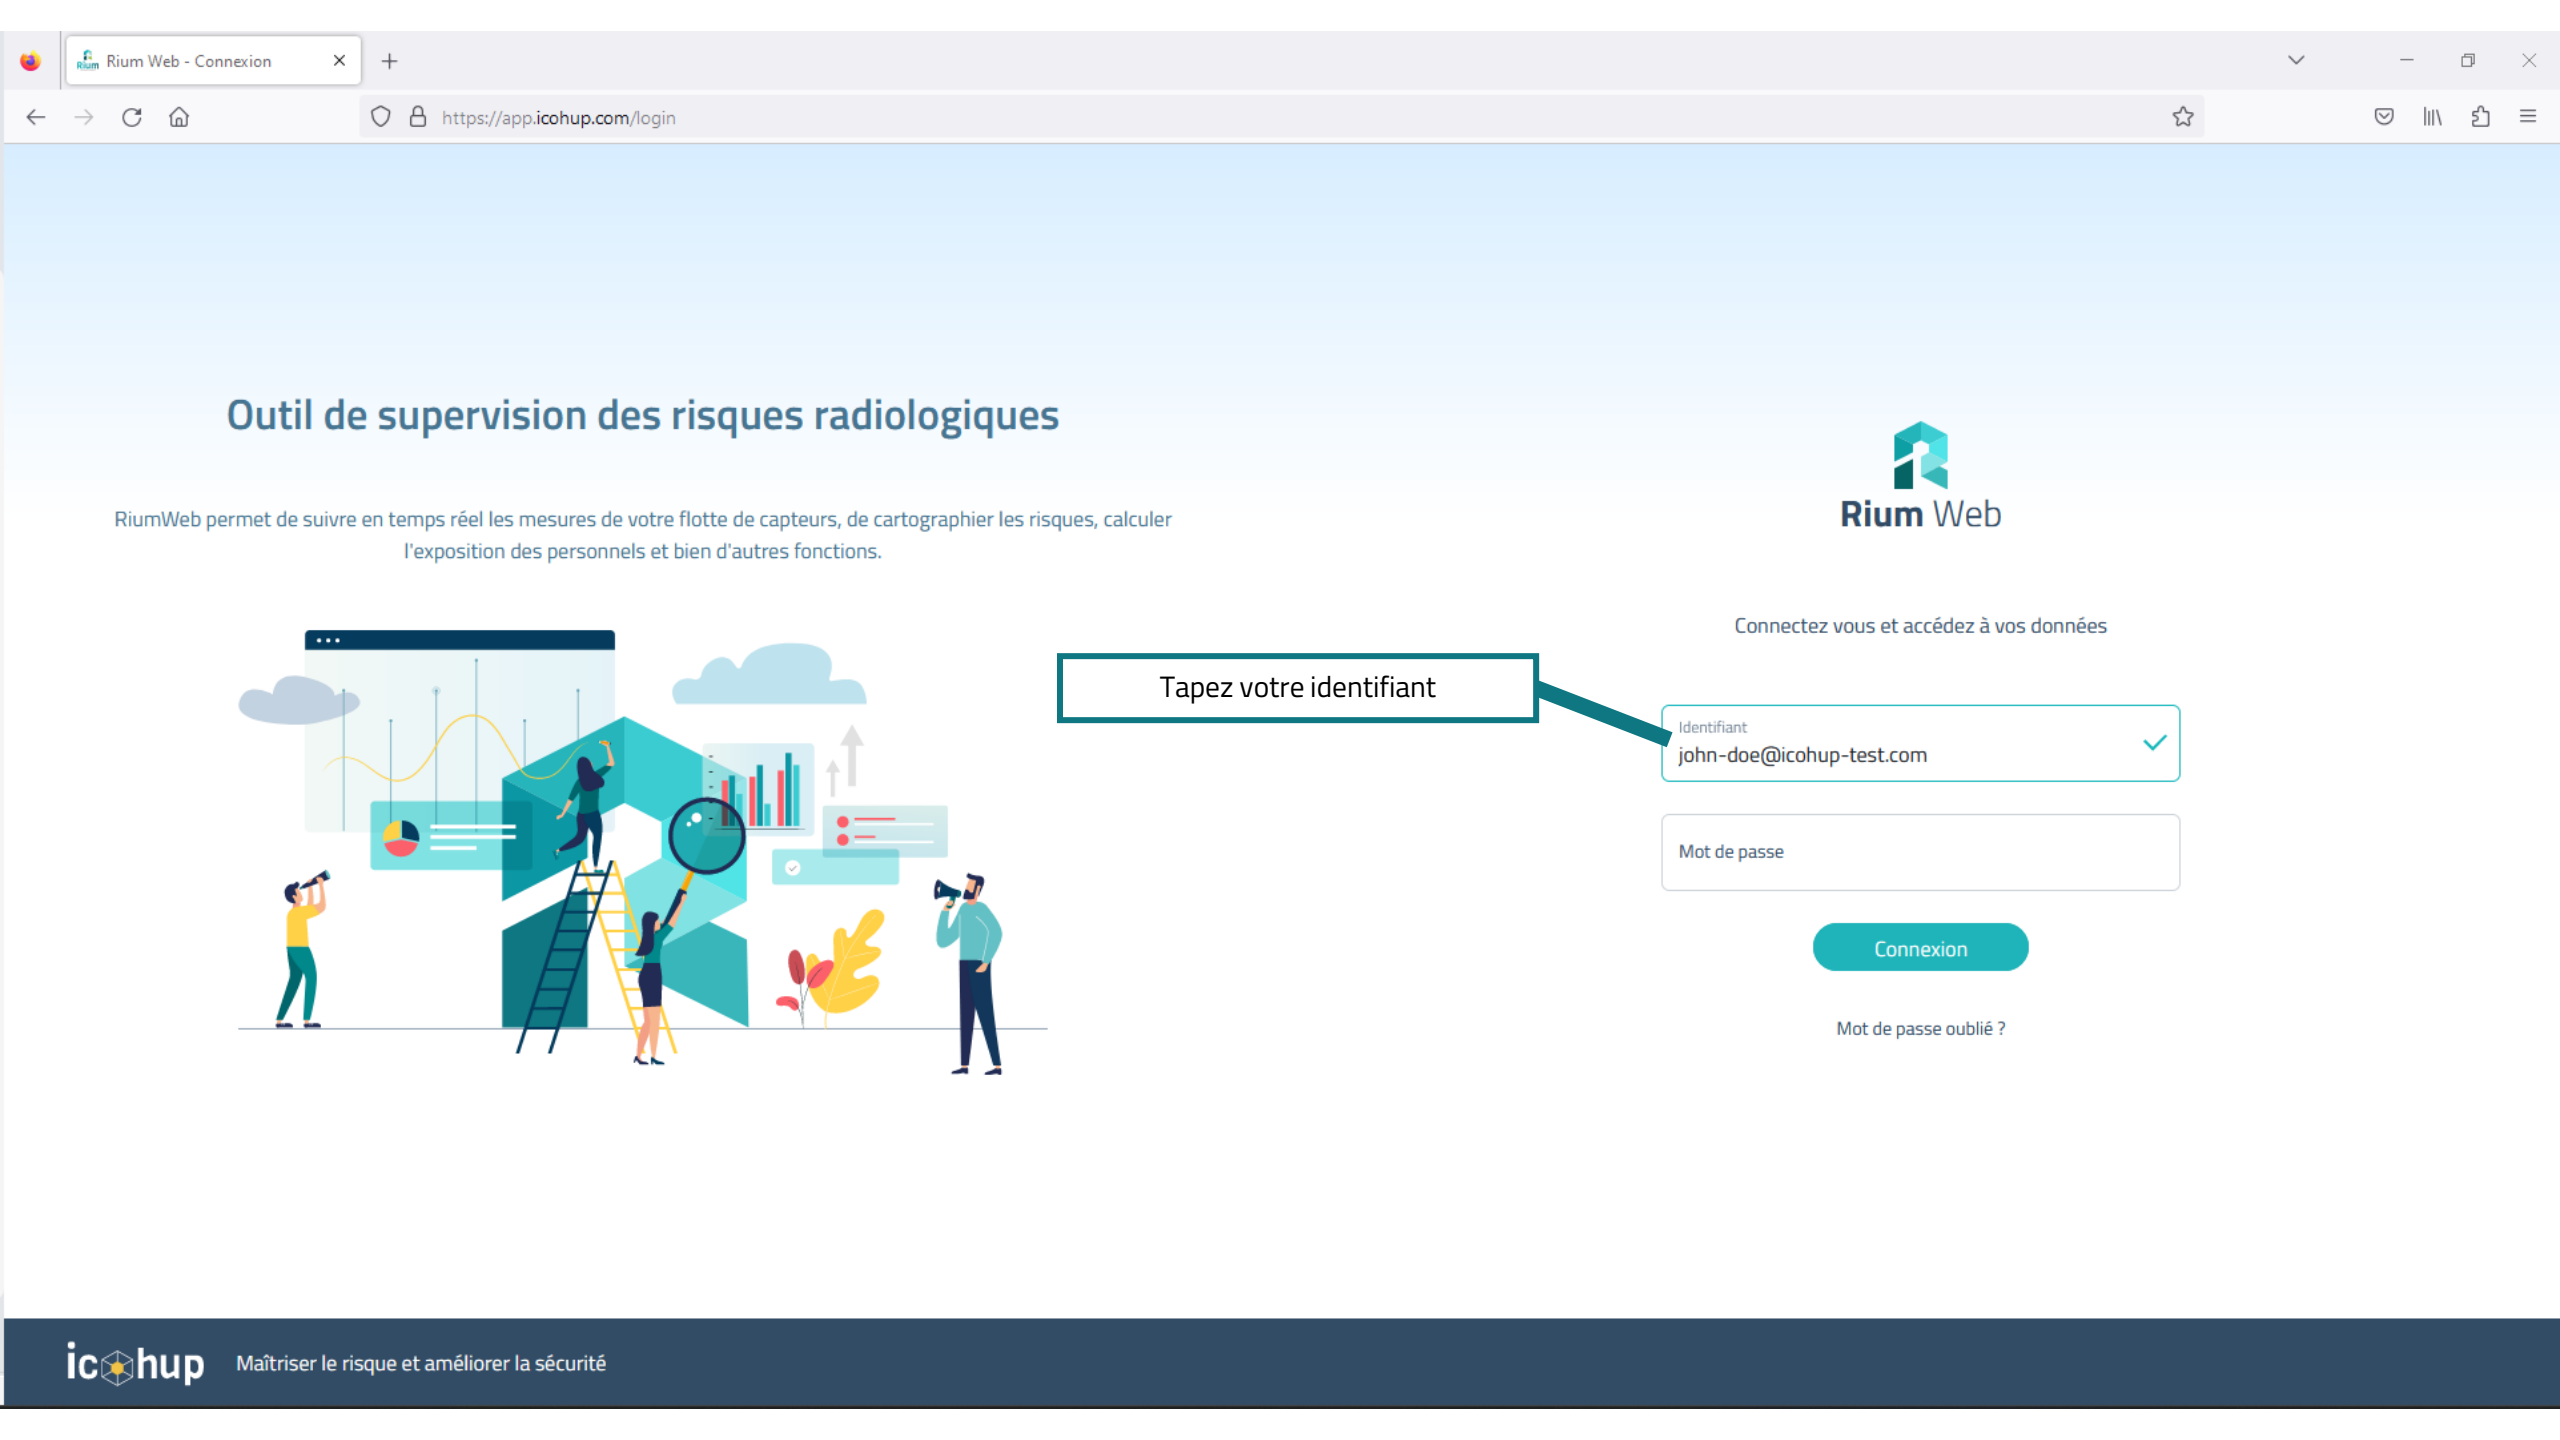 Rium Web - Connexion
https://app.icohup.com/login
Outil de supervision des risques radiologiques
RiumWeb permet de suivre en temps réel les mesures de votre flotte de capteurs, de cartographier les risques, calculer
l'exposition des personnels et bien d'autres fonctions.
Rium Web
Connectez vous et accédez à vos données
Tapez votre identifiant
Identifiant
john-doe@icohup-test.com
Mot de passe
Connexion
Mot de passe oublié ?
icohup
Maîtriser le risque et améliorer la sécurité